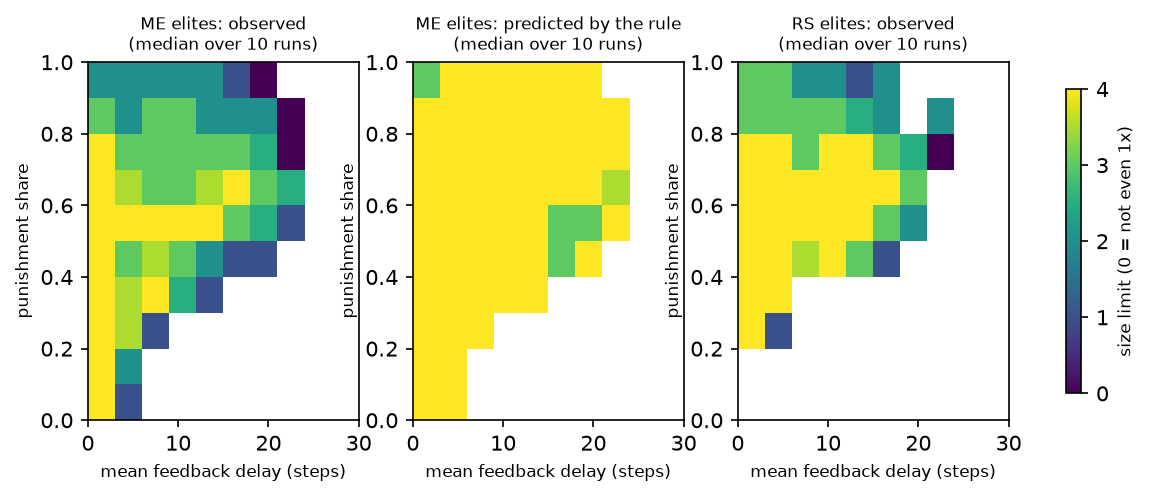 ME elites: observed
(median over 10 runs)
ME elites: predicted by the rule
(median over 10 runs)
RS elites: observed
(median over 10 runs)
punishment share
1.0
0.8
0.6
0.4
0.2
0.0
0
10
20
30
mean feedback delay (steps)
punishment share
1.0
0.8
0.6
0.4
0.2
0.0
0
10
20
30
mean feedback delay (steps)
punishment share
1.0
0.8
0.6
0.4
0.2
0.0
0
10
20
30
mean feedback delay (steps)
4
3
2
1
0
size limit (0 = not even 1x)